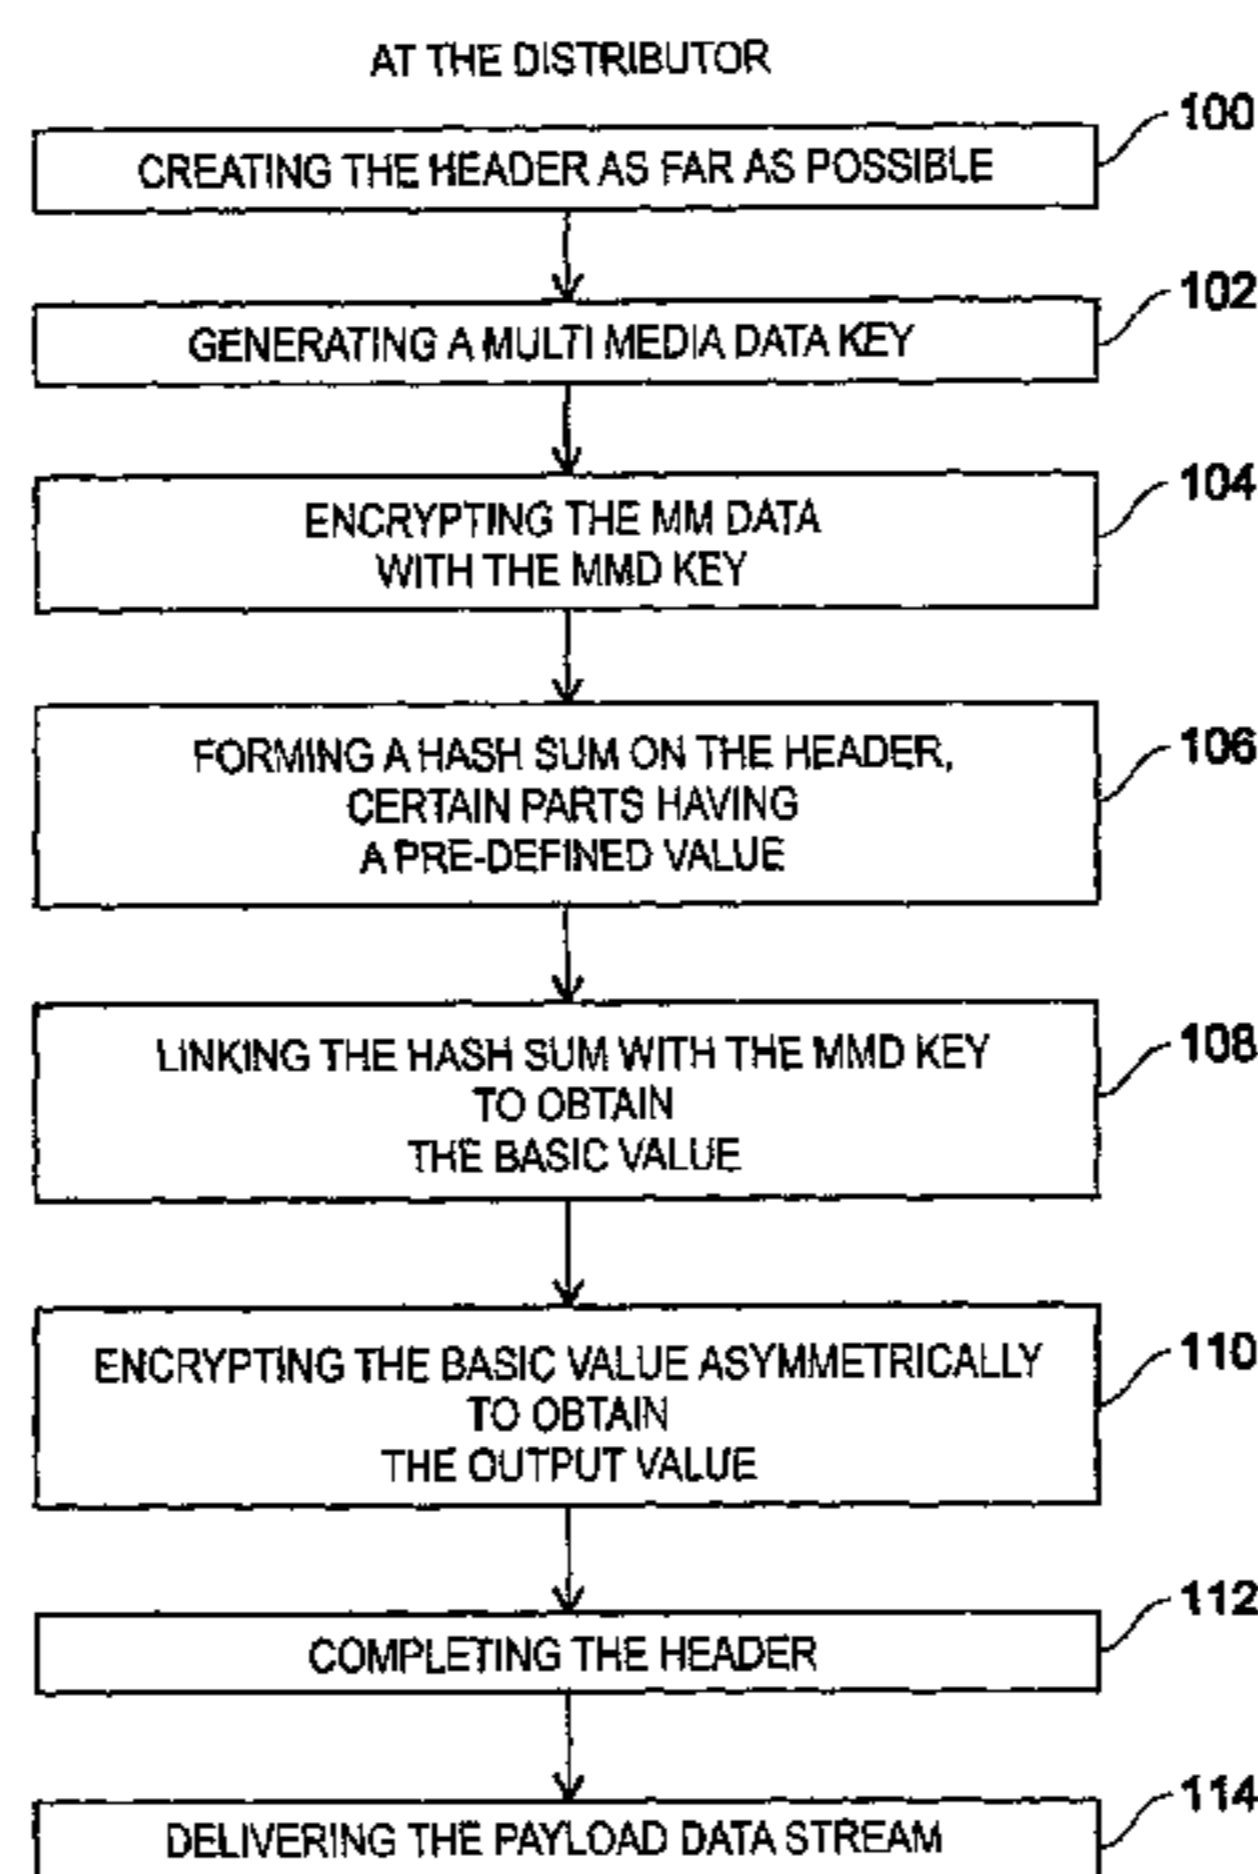 AT THE DISTRIBUTOR
100
CREATING THE HEADER AS FAR AS POSSIBLE
102
GENERATING A MULTI MEDIA DATA KEY
104
ENCRYPTING THE MM DATA
WITH THE MMD KEY
106
FORMING A HASH SUM ON THE HEADER,
CERTAIN PARTS HAVING
A PRE-DEFINED VALUE
108
LINKING THE HASH SUM WITH THE MMD KEY
TO OBTAIN
THE BASIC VALUE
110
ENCRYPTING THE BASIC VALUE ASYMMETRICALLY
TO OBTAIN
THE OUTPUT VALUE
112
COMPLETING THE HEADER
114
DELIVERING THE PAYLOAD DATA STREAM